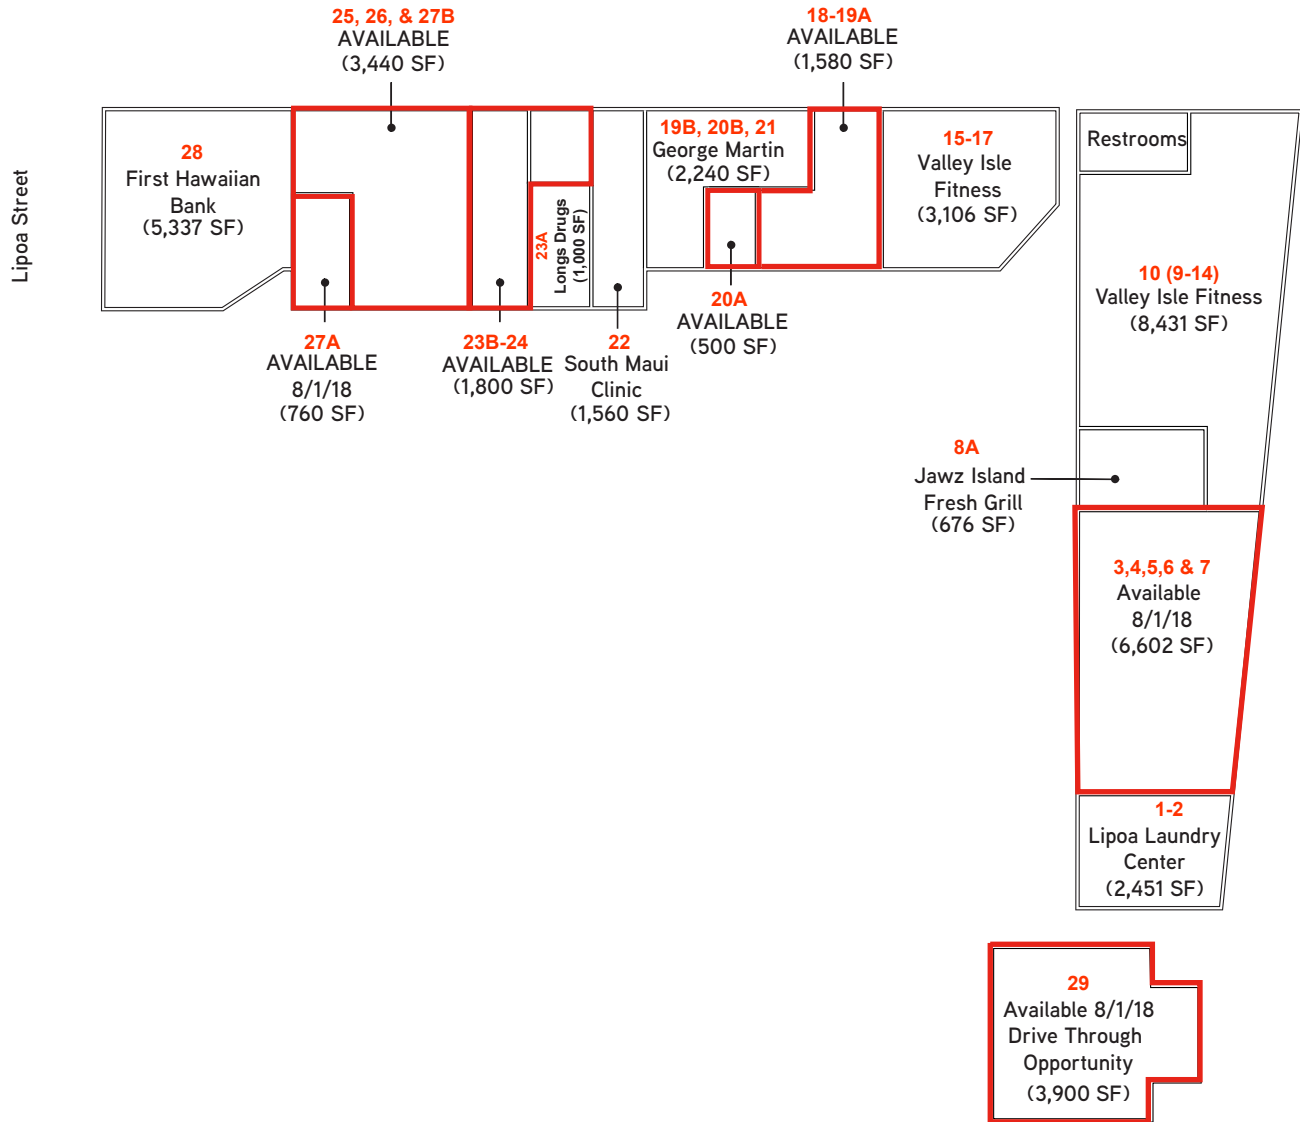 25, 26, & 27B
AVAILABLE
(3,440 SF)
18-19A
AVAILABLE
(1,580 SF)
Lipoa Street
28
First Hawaiian
Bank
(5,337 SF)
23A
Longs Drugs
(1,000 SF)
19B, 20B, 21
George Martin
(2,240 SF)
15-17
Valley Isle
Fitness
(3,106 SF)
Restrooms
10 (9-14)
Valley Isle Fitness
(8,431 SF)
27A
AVAILABLE
8/1/18
(760 SF)
23B-24
AVAILABLE
(1,800 SF)
22
South Maui
Clinic
(1,560 SF)
20A
AVAILABLE
(500 SF)
8A
Jawz Island
Fresh Grill
(676 SF)
3,4,5,6 & 7
Available
8/1/18
(6,602 SF)
1-2
Lipoa Laundry
Center
(2,451 SF)
29
Available 8/1/18
Drive Through
Opportunity
(3,900 SF)